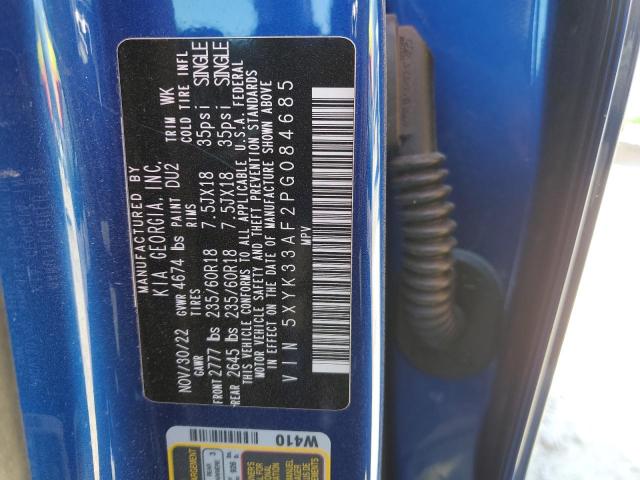 MANUFACTURED BY
KIA GEORGIA, INC.
NOV/30/22 GVWR 4674 lbs PAINT DU2 TRIM WK
GAWR TIRES RIMS COLD TIRE INFL
FRONT 2777 lbs 235/60R18 7.5JX18 35psi SINGLE
REAR 2645 lbs 235/60R18 7.5JX18 35psi SINGLE
THIS VEHICLE CONFORMS TO ALL APPLICABLE U.S.A. FEDERAL
MOTOR VEHICLE SAFETY AND THEFT PREVENTION STANDARDS
IN EFFECT ON THE DATE OF MANUFACTURE SHOWN ABOVE
VIN 5XYK33AF2PG084685
MPV
W410
REAR 3